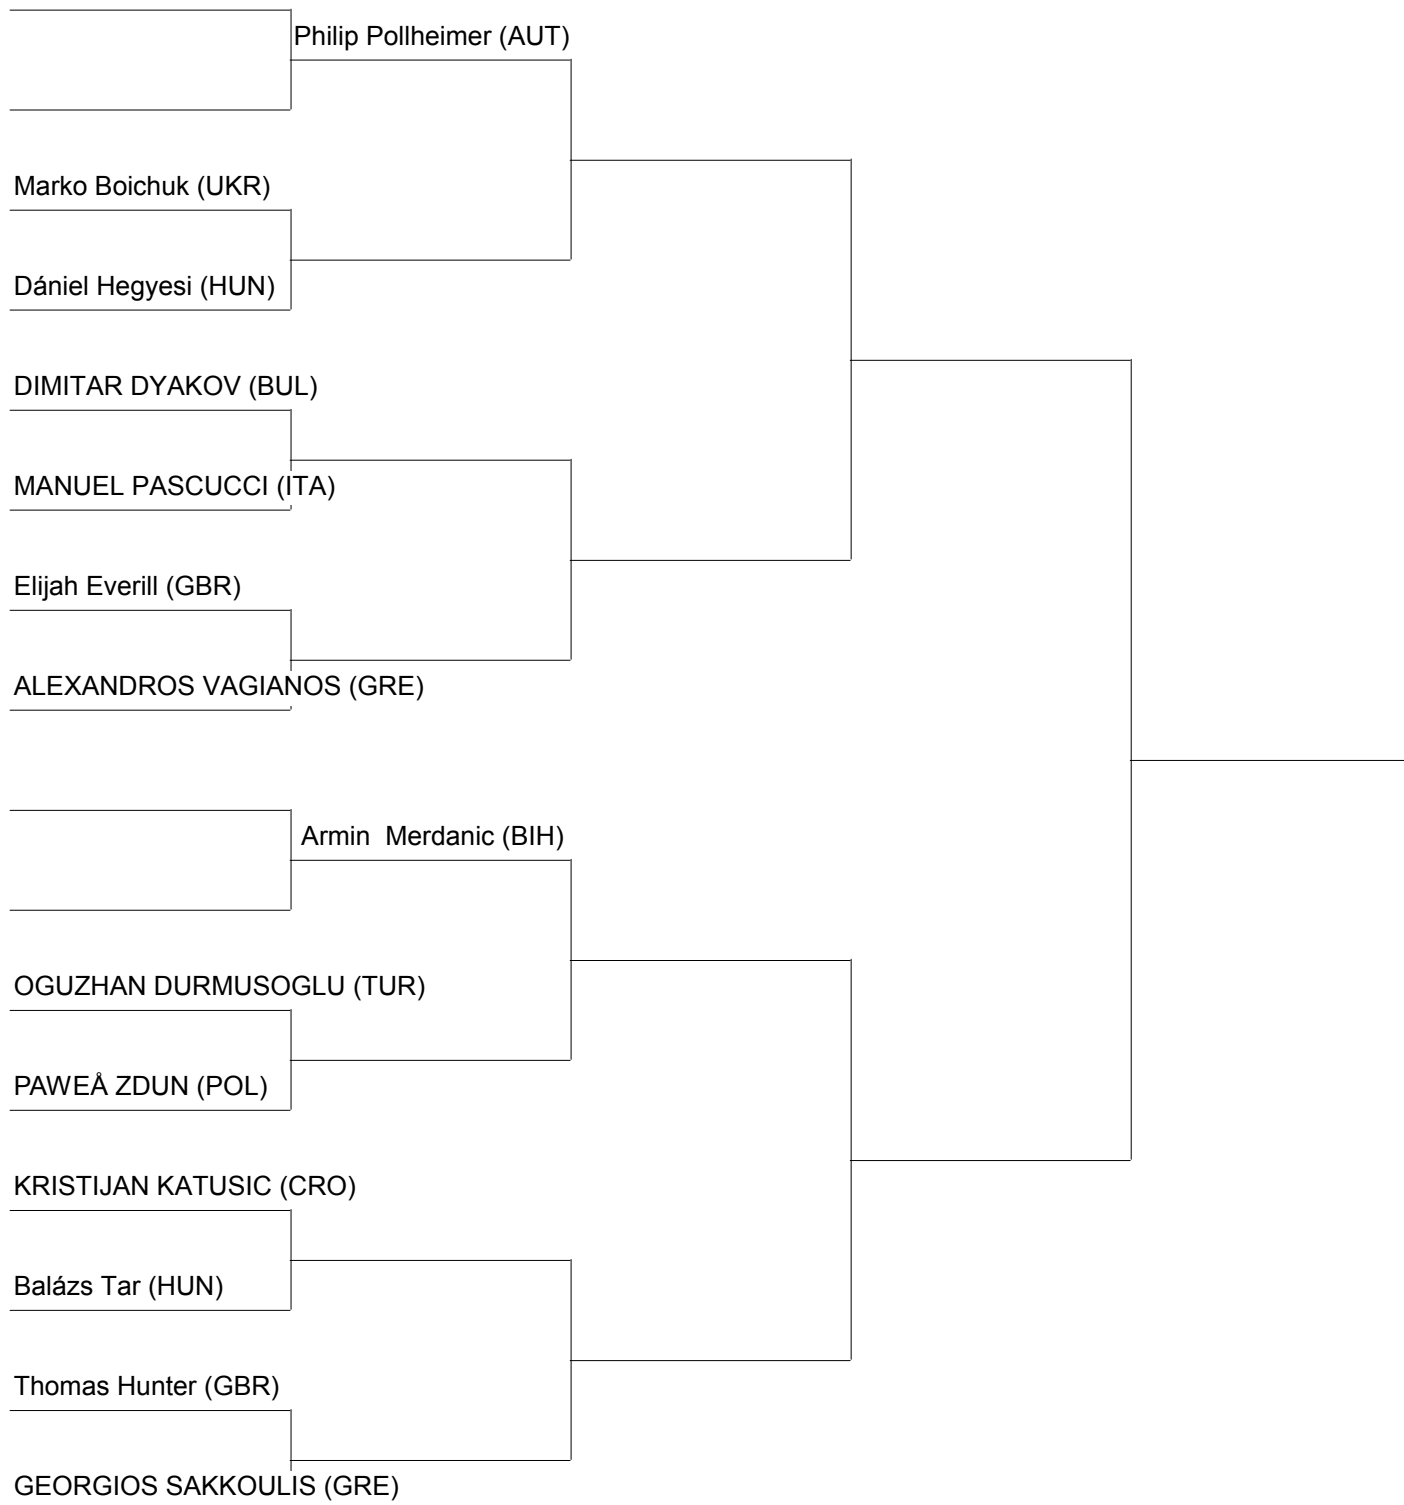 Philip Pollheimer (AUT)
Marko Boichuk (UKR)
Dániel Hegyesi (HUN)
DIMITAR DYAKOV (BUL)
MANUEL PASCUCCI (ITA)
Elijah Everill (GBR)
ALEXANDROS VAGIANOS (GRE)
Armin  Merdanic (BIH)
OGUZHAN DURMUSOGLU (TUR)
PAWEÅ ZDUN (POL)
KRISTIJAN KATUSIC (CRO)
Balázs Tar (HUN)
Thomas Hunter (GBR)
GEORGIOS SAKKOULIS (GRE)